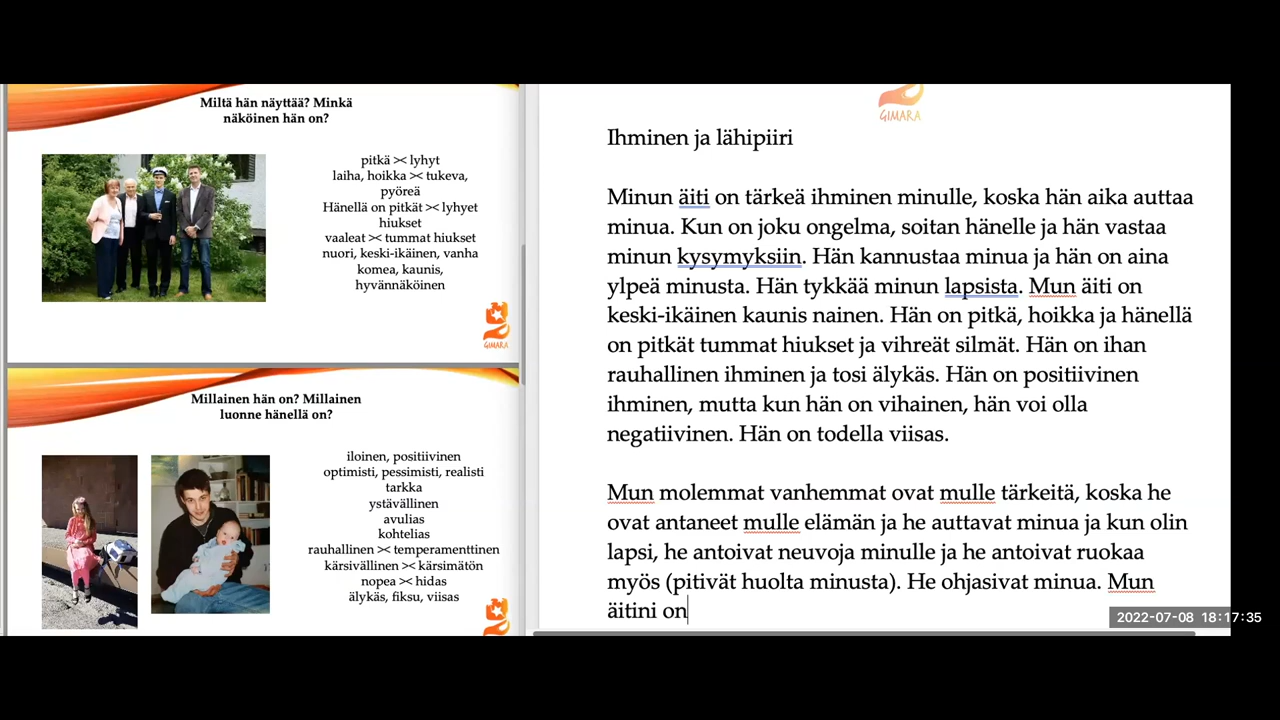 Miltä hän näyttää? Minkä
näköinen hän on?
pitkä >< lyhyt
laiha, hoikka >< tukeva,
pyöreä
Hänellä on pitkät >< lyhyet
hiukset
vaaleat >< tummat hiukset
nuori, keski-ikäinen, vanha
komea, kaunis,
hyvännäköinen
GIMARA
Millainen hän on? Millainen
luonne hänellä on?
iloinen, positiivinen
optimisti, pessimisti, realisti
tarkka
ystävällinen
avulias
kohtelias
rauhallinen >< temperamenttinen
kärsivällinen >< kärsimätön
nopea >< hidas
älykäs, fiksu, viisas
GIMARA
Ihminen ja lähipiiri
Minun äiti on tärkeä ihminen minulle, koska hän aika auttaa
minua. Kun on joku ongelma, soitan hänelle ja hän vastaa
minun kysymyksiin. Hän kannustaa minua ja hän on aina
ylpeä minusta. Hän tykkää minun lapsista. Mun äiti on
keski-ikäinen kaunis nainen. Hän on pitkä, hoikka ja hänellä
on pitkät tummat hiukset ja vihreät silmät. Hän on ihan
rauhallinen ihminen ja tosi älykäs. Hän on positiivinen
ihminen, mutta kun hän on vihainen, hän voi olla
negatiivinen. Hän on todella viisas.
Mun molemmat vanhemmat ovat mulle tärkeitä, koska he
ovat antaneet mulle elämän ja he auttavat minua ja kun olin
lapsi, he antoivat neuvoja minulle ja he antoivat ruokaa
myös (pitivät huolta minusta). He ohjasivat minua. Mun
äitini on
2022-07-08 18:17:35